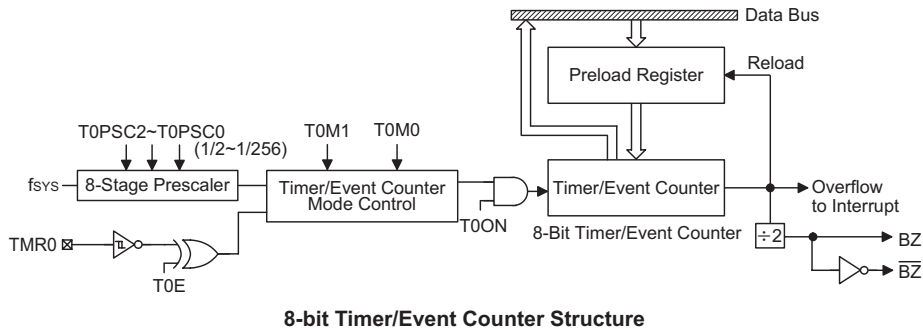 Data Bus
Preload Register
Reload
T0PSC2~T0PSC0
(1/2~1/256)
T0M1
T0M0
fSYS
8-Stage Prescaler
Timer/Event Counter
Mode Control
T0ON
Timer/Event Counter
8-Bit Timer/Event Counter
Overflow
to Interrupt
TMR0
T0E
÷2
BZ
B̅Z̅
8-bit Timer/Event Counter Structure